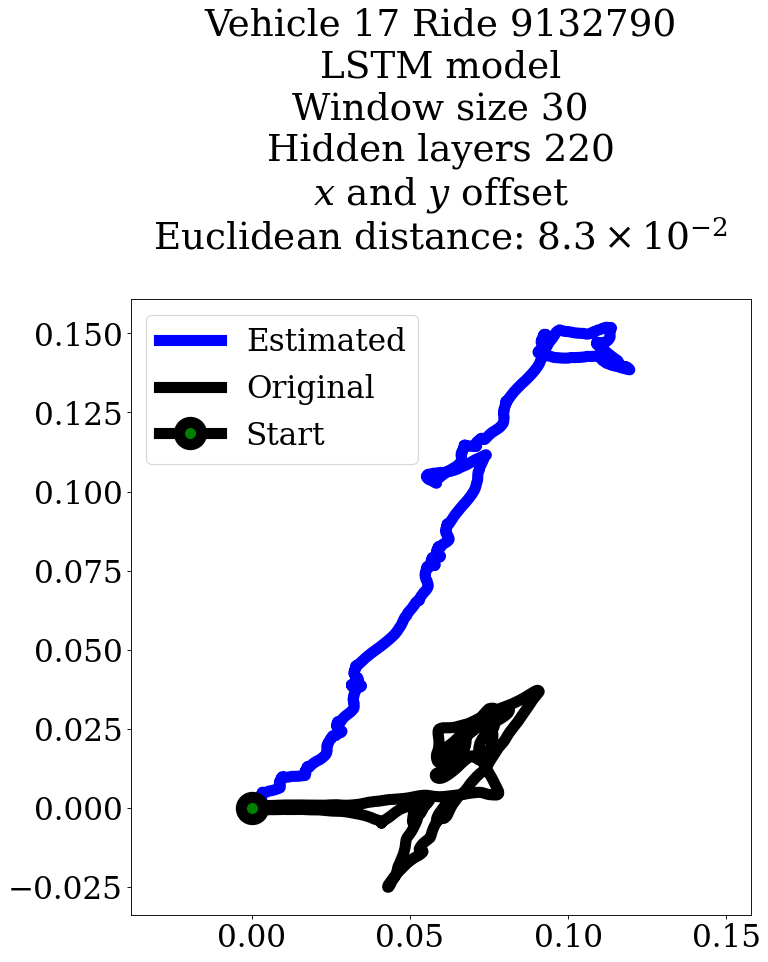 Vehicle 17 Ride 9132790
LSTM model
Window size 30
Hidden layers 220
x and y offset
Euclidean distance: 8.3 × 10⁻²
Estimated
Original
Start
0.150
0.125
0.100
0.075
0.050
0.025
0.000
−0.025
0.00 0.05 0.10 0.15